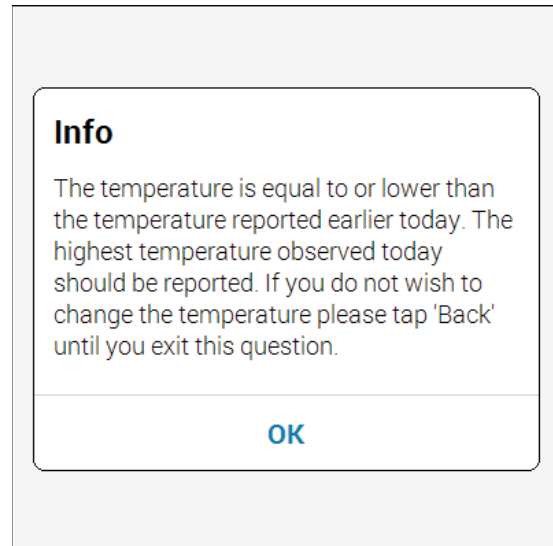 Info
The temperature is equal to or lower than
the temperature reported earlier today. The
highest temperature observed today
should be reported. If you do not wish to
change the temperature please tap 'Back'
until you exit this question.
OK